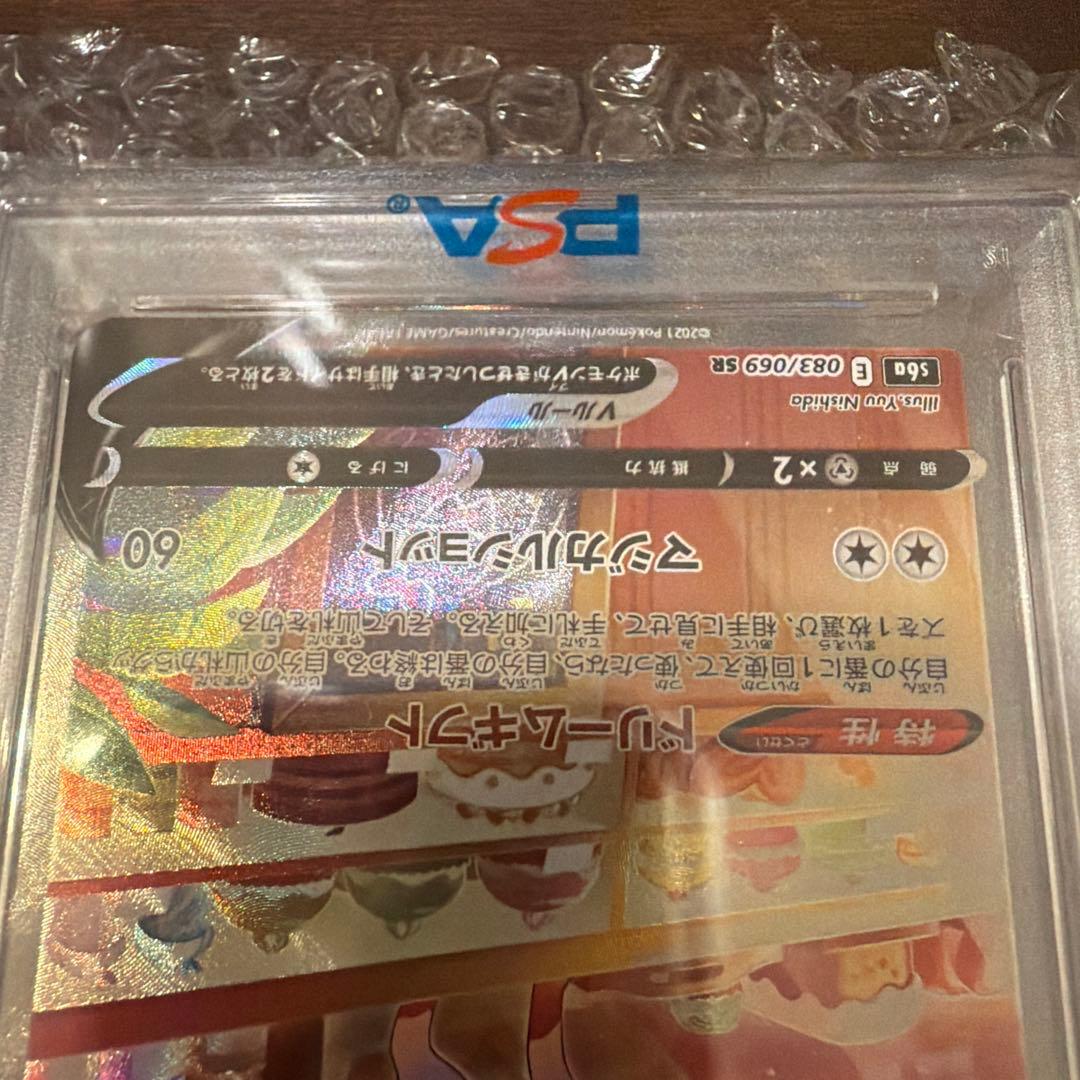 PSA®
特性 とくせい ドリームギフト
自分の番に1回使えて、使ったなら、自分の番は終わる。自分の山札からグッ
ズを1枚選び、相手に見せて、手札に加える。そして山札を切る。
マジカルショット 60
弱点 ×2 抵抗力 にげる
Vルール
ポケモンVがきぜつしたとき、相手はサイドを2枚とる。
Illus.Yuu Nishida
s6a E 083/069 SR
©2021 Pokémon/Nintendo/Creatures/GAME